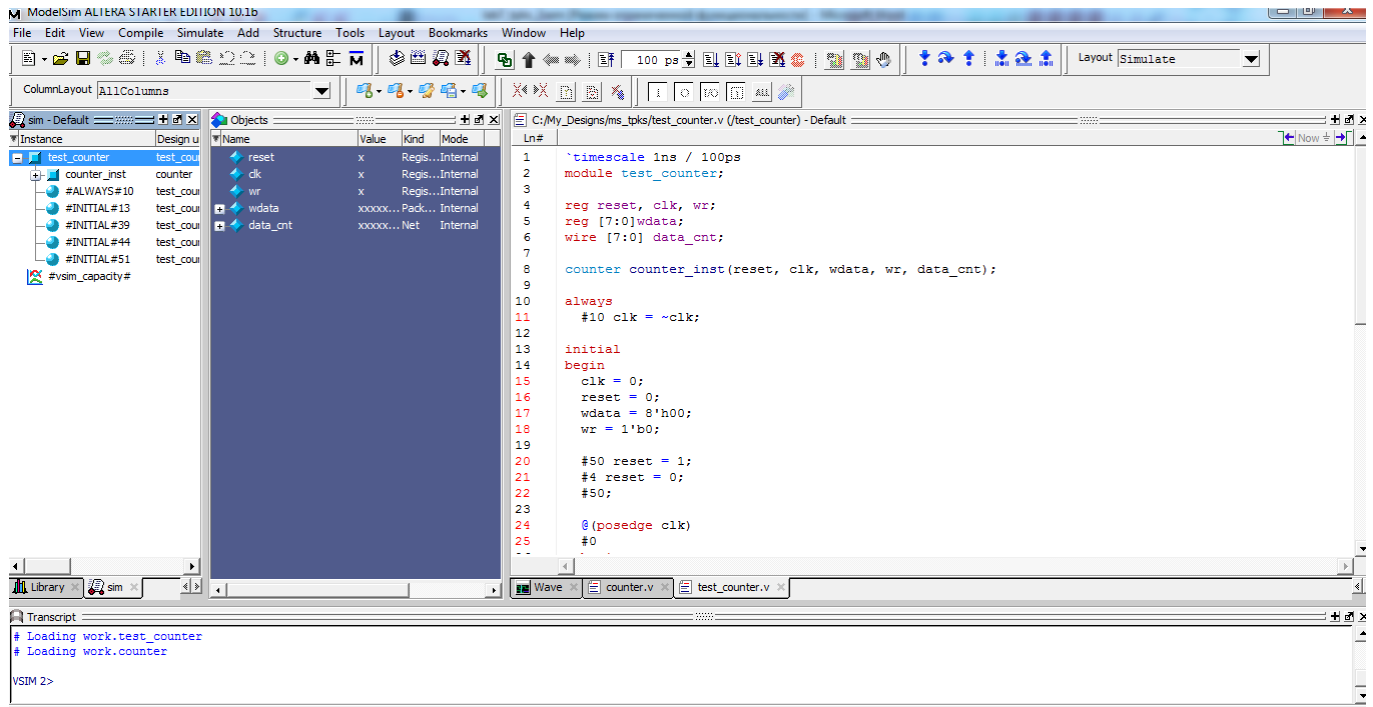 ModelSim ALTERA STARTER EDITION 10.1b
File Edit View Compile Simulate Add Structure Tools Layout Bookmarks Window Help
100 ps
Layout Simulate
ColumnLayout AllColumns
sim - Default
Instance Design u
test_counter test_cou
counter_inst counter
#ALWAYS#10 test_cou
#INITIAL#13 test_cou
#INITIAL#39 test_cou
#INITIAL#44 test_cou
#INITIAL#51 test_cou
#vsim_capacity#
Library sim
Objects
Name Value Kind Mode
reset x Regis... Internal
clk x Regis... Internal
wr x Regis... Internal
wdata xxxxx... Pack... Internal
data_cnt xxxxx... Net Internal
C:/My_Designs/ms_tpks/test_counter.v (/test_counter) - Default
Ln# Now
1 `timescale 1ns / 100ps
2 module test_counter;
3
4 reg reset, clk, wr;
5 reg [7:0]wdata;
6 wire [7:0] data_cnt;
7
8 counter counter_inst(reset, clk, wdata, wr, data_cnt);
9
10 always
11 #10 clk = ~clk;
12
13 initial
14 begin
15 clk = 0;
16 reset = 0;
17 wdata = 8'h00;
18 wr = 1'b0;
19
20 #50 reset = 1;
21 #4 reset = 0;
22 #50;
23
24 @(posedge clk)
25 #0
Wave counter.v test_counter.v
Transcript
# Loading work.test_counter
# Loading work.counter
VSIM 2>